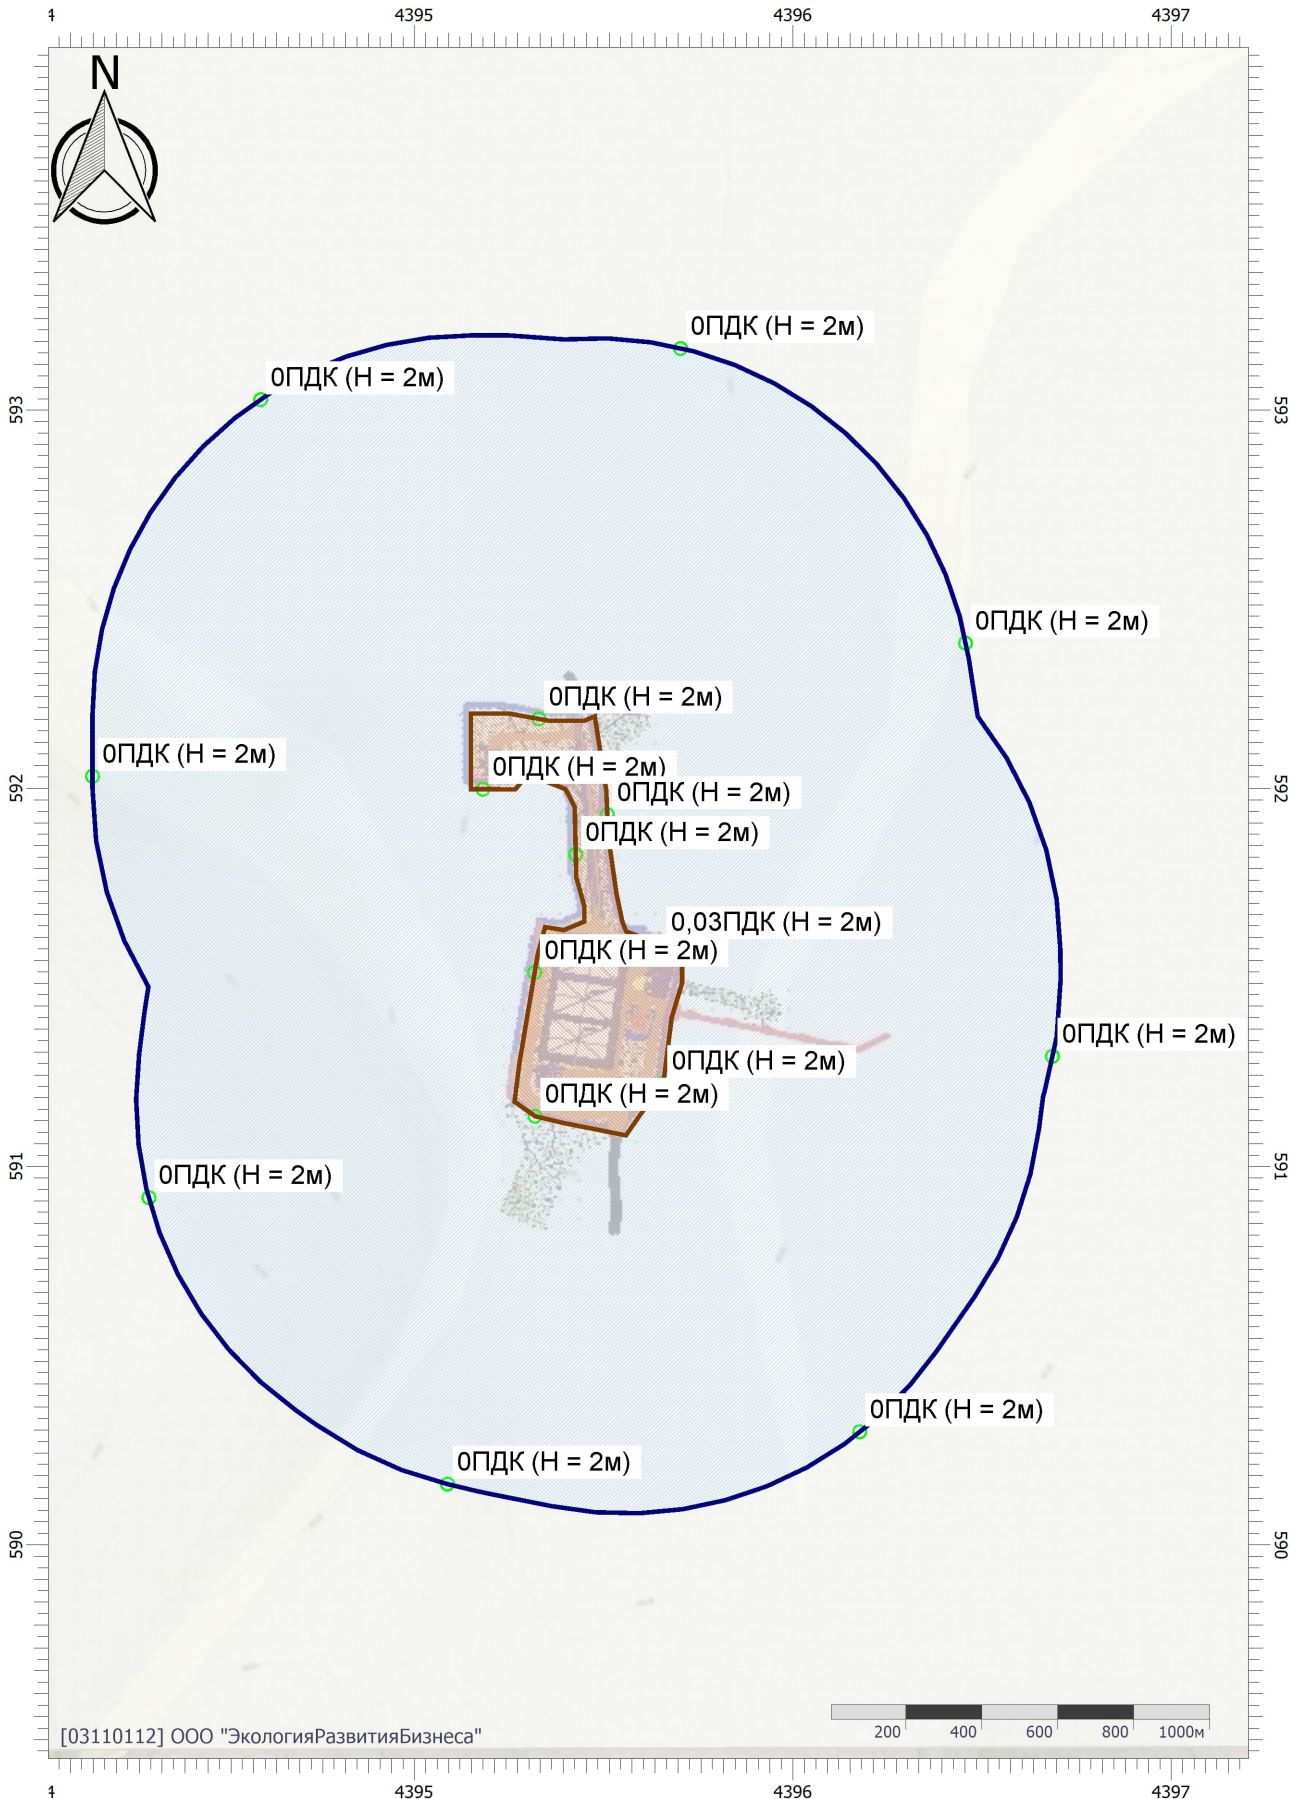 4 4395 4396 4397
N
0ПДК (H = 2м)
0ПДК (H = 2м)
593 593
0ПДК (H = 2м)
0ПДК (H = 2м)
0ПДК (H = 2м)
0ПДК (H = 2м)
592 592
0ПДК (H = 2м)
0ПДК (H = 2м)
0,03ПДК (H = 2м)
0ПДК (H = 2м)
0ПДК (H = 2м)
0ПДК (H = 2м)
0ПДК (H = 2м)
591 591
0ПДК (H = 2м)
0ПДК (H = 2м)
0ПДК (H = 2м)
590 590
200 400 600 800 1000м
[03110112] ООО "ЭкологияРазвитияБизнеса"
4 4395 4396 4397